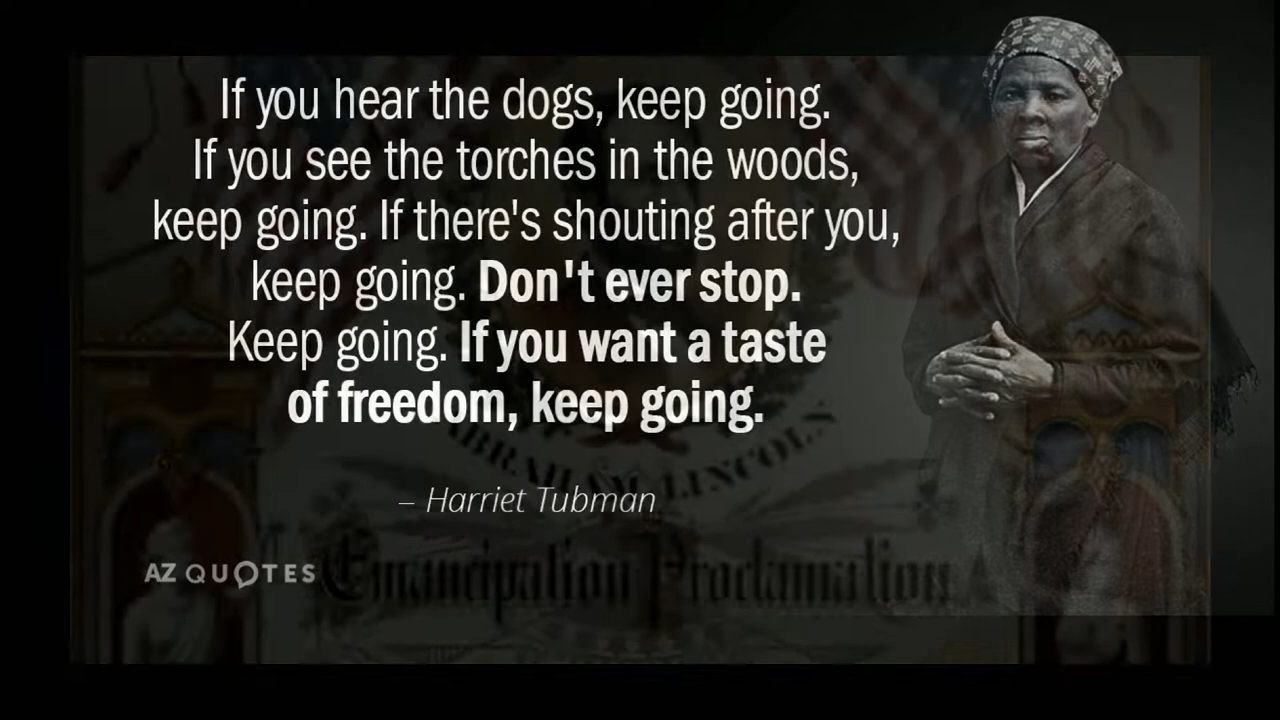 If you hear the dogs, keep going.
If you see the torches in the woods,
keep going. If there's shouting after you,
keep going. Don't ever stop.
Keep going. If you want a taste
of freedom, keep going.
ABRAHAM LINCOLN
– Harriet Tubman
AZ QUOTES
Emancipation Proclamation